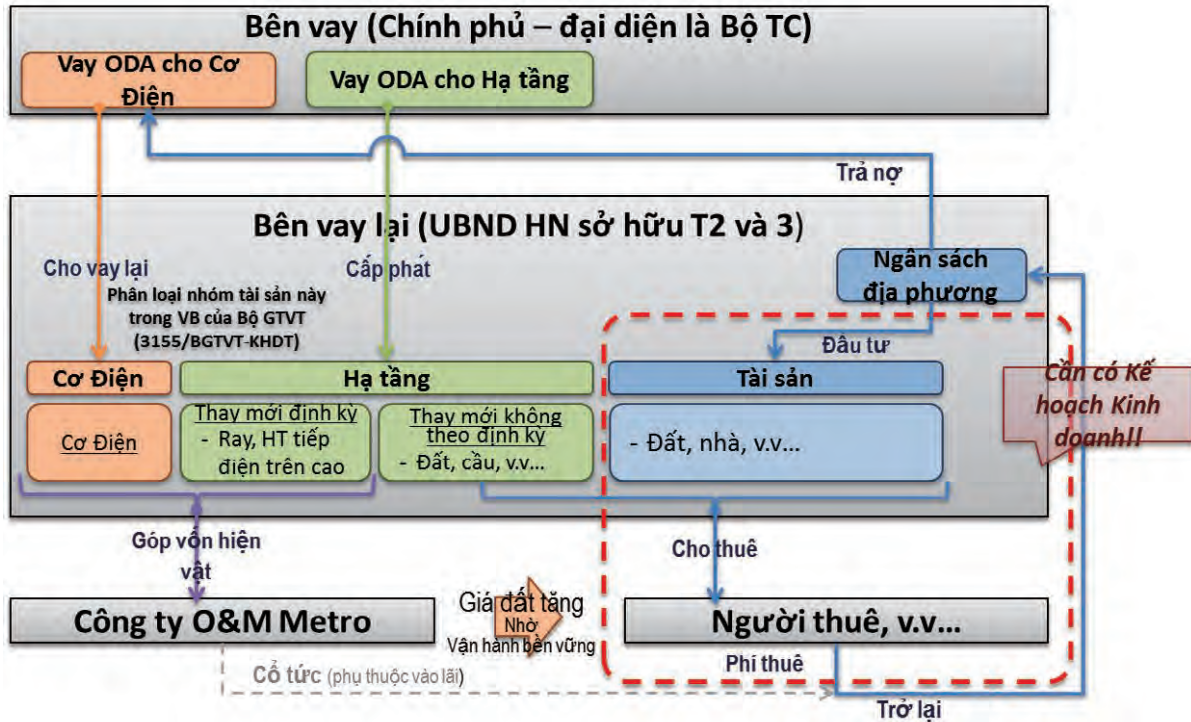 Bên vay (Chính phủ – đại diện là Bộ TC)
Vay ODA cho Cơ
Điện
Vay ODA cho Hạ tầng
Trả nợ
Bên vay lại (UBND HN sở hữu T2 và 3)
Cho vay lại
Cấp phát
Ngân sách
địa phương
Phân loại nhóm tài sản này
trong VB của Bộ GTVT
(3155/BGTVT-KHDT)
Đầu tư
Cơ Điện
Hạ tầng
Tài sản
Cần có Kế
hoạch Kinh
doanh!!
Cơ Điện
Thay mới định kỳ
- Ray, HT tiếp
điện trên cao
Thay mới không
theo định kỳ
- Đất, cầu, v.v...
- Đất, nhà, v.v...
Góp vốn hiện
vật
Cho thuê
Công ty O&M Metro
Giá đất tăng
Nhờ
Vận hành bền vững
Người thuê, v.v...
Cổ tức (phụ thuộc vào lãi)
Phí thuê
Trở lại